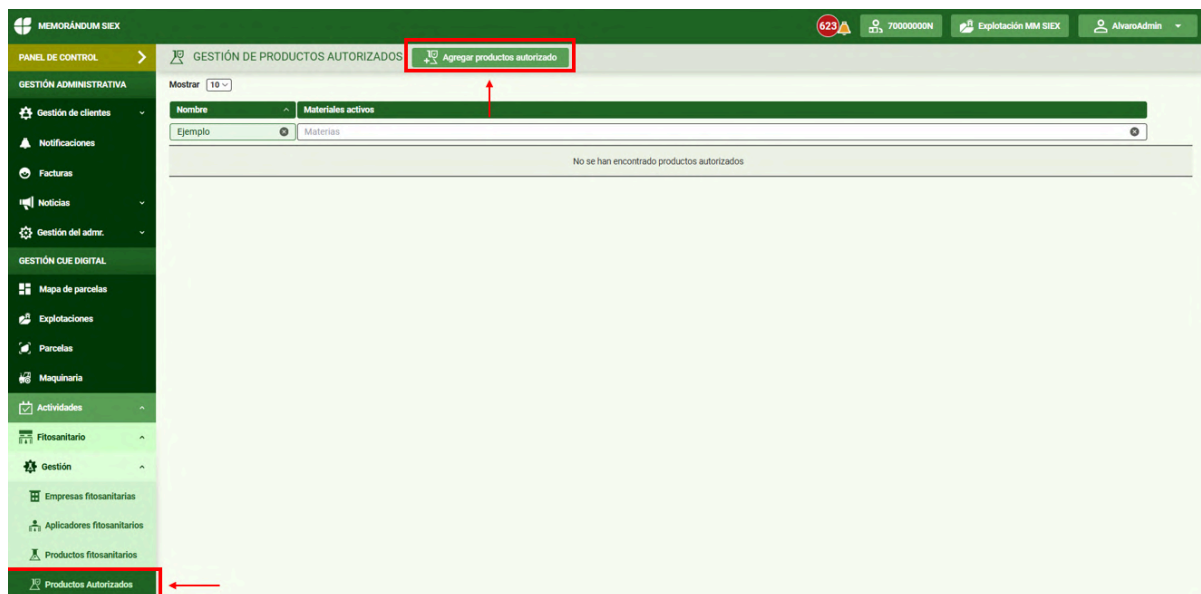 MEMORÁNDUM SIEX
623
70000000N
Explotación MM SIEX
AlvaroAdmin
PANEL DE CONTROL
GESTIÓN DE PRODUCTOS AUTORIZADOS
Agregar productos autorizado
GESTIÓN ADMINISTRATIVA
Mostrar 10
Gestión de clientes
Nombre
Materiales activos
Ejemplo
Materias
Notificaciones
No se han encontrado productos autorizados
Facturas
Noticias
Gestión del admr.
GESTIÓN CUE DIGITAL
Mapa de parcelas
Explotaciones
Parcelas
Maquinaria
Actividades
Fitosanitario
Gestión
Empresas fitosanitarias
Aplicadores fitosanitarios
Productos fitosanitarios
Productos Autorizados